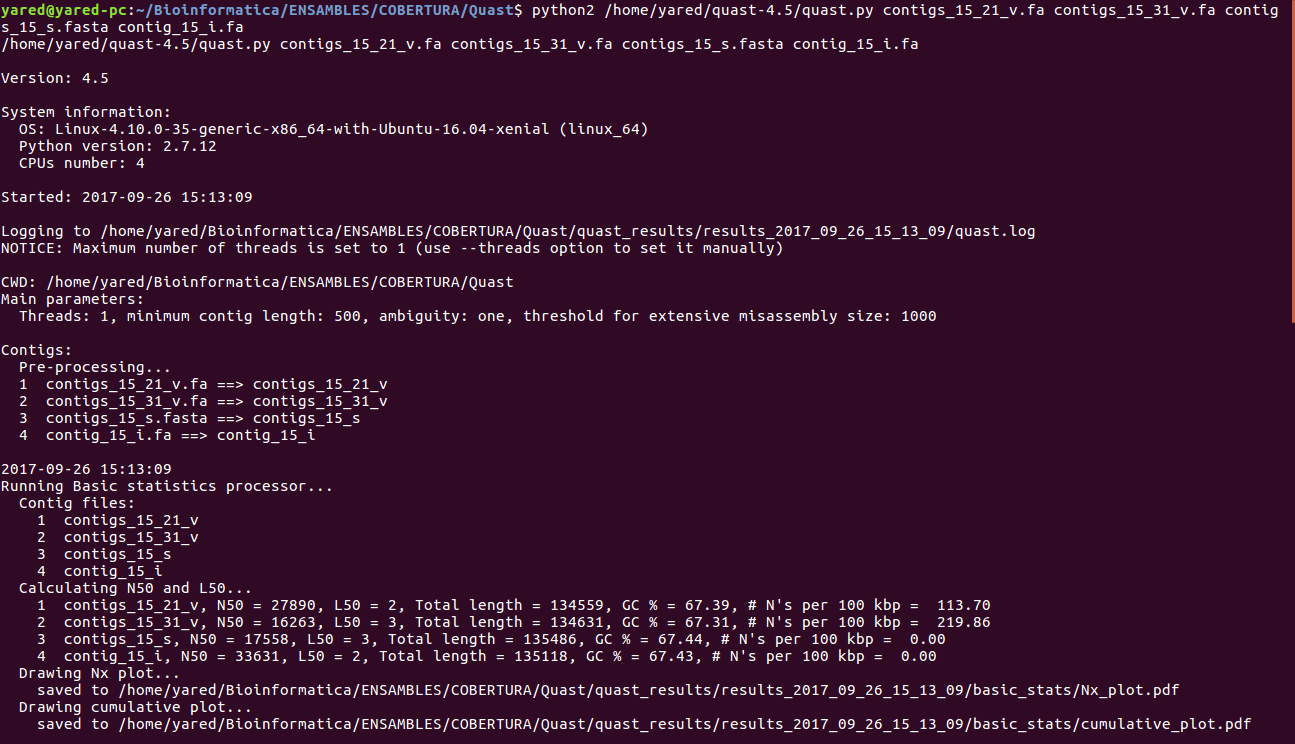 yared@yared-pc:~/Bioinformatica/ENSAMBLES/COBERTURA/Quast$ python2 /home/yared/quast-4.5/quast.py contigs_15_21_v.fa contigs_15_31_v.fa contig
s_15_s.fasta contig_15_i.fa
/home/yared/quast-4.5/quast.py contigs_15_21_v.fa contigs_15_31_v.fa contigs_15_s.fasta contig_15_i.fa
Version: 4.5
System information:
OS: Linux-4.10.0-35-generic-x86_64-with-Ubuntu-16.04-xenial (linux_64)
Python version: 2.7.12
CPUs number: 4
Started: 2017-09-26 15:13:09
Logging to /home/yared/Bioinformatica/ENSAMBLES/COBERTURA/Quast/quast_results/results_2017_09_26_15_13_09/quast.log
NOTICE: Maximum number of threads is set to 1 (use --threads option to set it manually)
CWD: /home/yared/Bioinformatica/ENSAMBLES/COBERTURA/Quast
Main parameters:
Threads: 1, minimum contig length: 500, ambiguity: one, threshold for extensive misassembly size: 1000
Contigs:
Pre-processing...
1  contigs_15_21_v.fa ==> contigs_15_21_v
2  contigs_15_31_v.fa ==> contigs_15_31_v
3  contigs_15_s.fasta ==> contigs_15_s
4  contig_15_i.fa ==> contig_15_i
2017-09-26 15:13:09
Running Basic statistics processor...
Contig files:
1  contigs_15_21_v
2  contigs_15_31_v
3  contigs_15_s
4  contig_15_i
Calculating N50 and L50...
1  contigs_15_21_v, N50 = 27890, L50 = 2, Total length = 134559, GC % = 67.39, # N's per 100 kbp =  113.70
2  contigs_15_31_v, N50 = 16263, L50 = 3, Total length = 134631, GC % = 67.31, # N's per 100 kbp =  219.86
3  contigs_15_s, N50 = 17558, L50 = 3, Total length = 135486, GC % = 67.44, # N's per 100 kbp =  0.00
4  contig_15_i, N50 = 33631, L50 = 2, Total length = 135118, GC % = 67.43, # N's per 100 kbp =  0.00
Drawing Nx plot...
saved to /home/yared/Bioinformatica/ENSAMBLES/COBERTURA/Quast/quast_results/results_2017_09_26_15_13_09/basic_stats/Nx_plot.pdf
Drawing cumulative plot...
saved to /home/yared/Bioinformatica/ENSAMBLES/COBERTURA/Quast/quast_results/results_2017_09_26_15_13_09/basic_stats/cumulative_plot.pdf